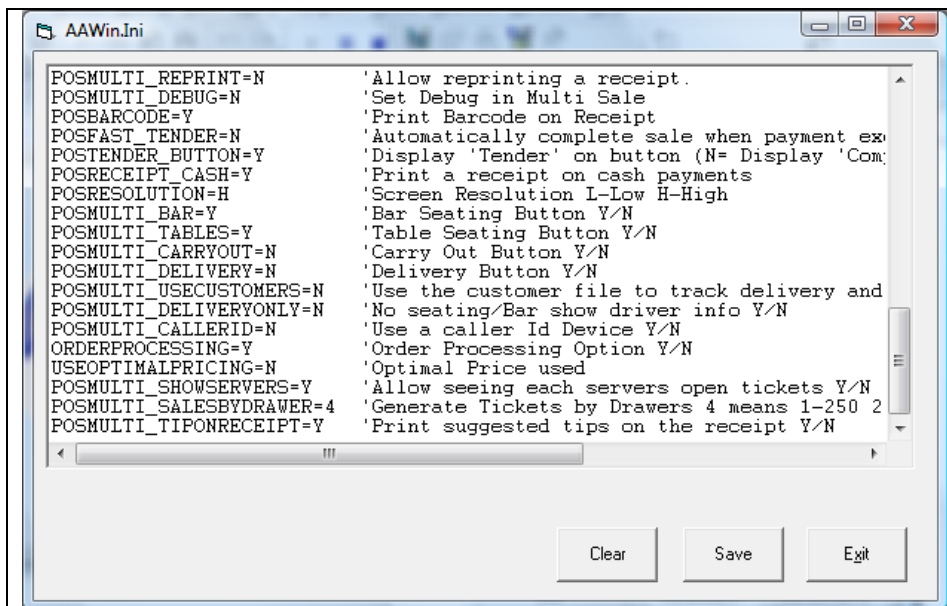 AAWin.Ini
POSMULTI_REPRINT=N 'Allow reprinting a receipt.
POSMULTI_DEBUG=N 'Set Debug in Multi Sale
POSBARCODE=Y 'Print Barcode on Receipt
POSFAST_TENDER=N 'Automatically complete sale when payment ex
POSTENDER_BUTTON=Y 'Display 'Tender' on button (N= Display 'Com
POSRECEIPT_CASH=Y 'Print a receipt on cash payments
POSRESOLUTION=H 'Screen Resolution L-Low H-High
POSMULTI_BAR=Y 'Bar Seating Button Y/N
POSMULTI_TABLES=Y 'Table Seating Button Y/N
POSMULTI_CARRYOUT=N 'Carry Out Button Y/N
POSMULTI_DELIVERY=N 'Delivery Button Y/N
POSMULTI_USECUSTOMERS=N 'Use the customer file to track delivery and
POSMULTI_DELIVERYONLY=N 'No seating/Bar show driver info Y/N
POSMULTI_CALLERID=N 'Use a caller Id Device Y/N
ORDERPROCESSING=Y 'Order Processing Option Y/N
USEOPTIMALPRICING=N 'Optimal Price used
POSMULTI_SHOWSERVERS=Y 'Allow seeing each servers open tickets Y/N
POSMULTI_SALESBYDRAWER=4 'Generate Tickets by Drawers 4 means 1-250 2
POSMULTI_TIPONRECEIPT=Y 'Print suggested tips on the receipt Y/N
Clear Save Exit